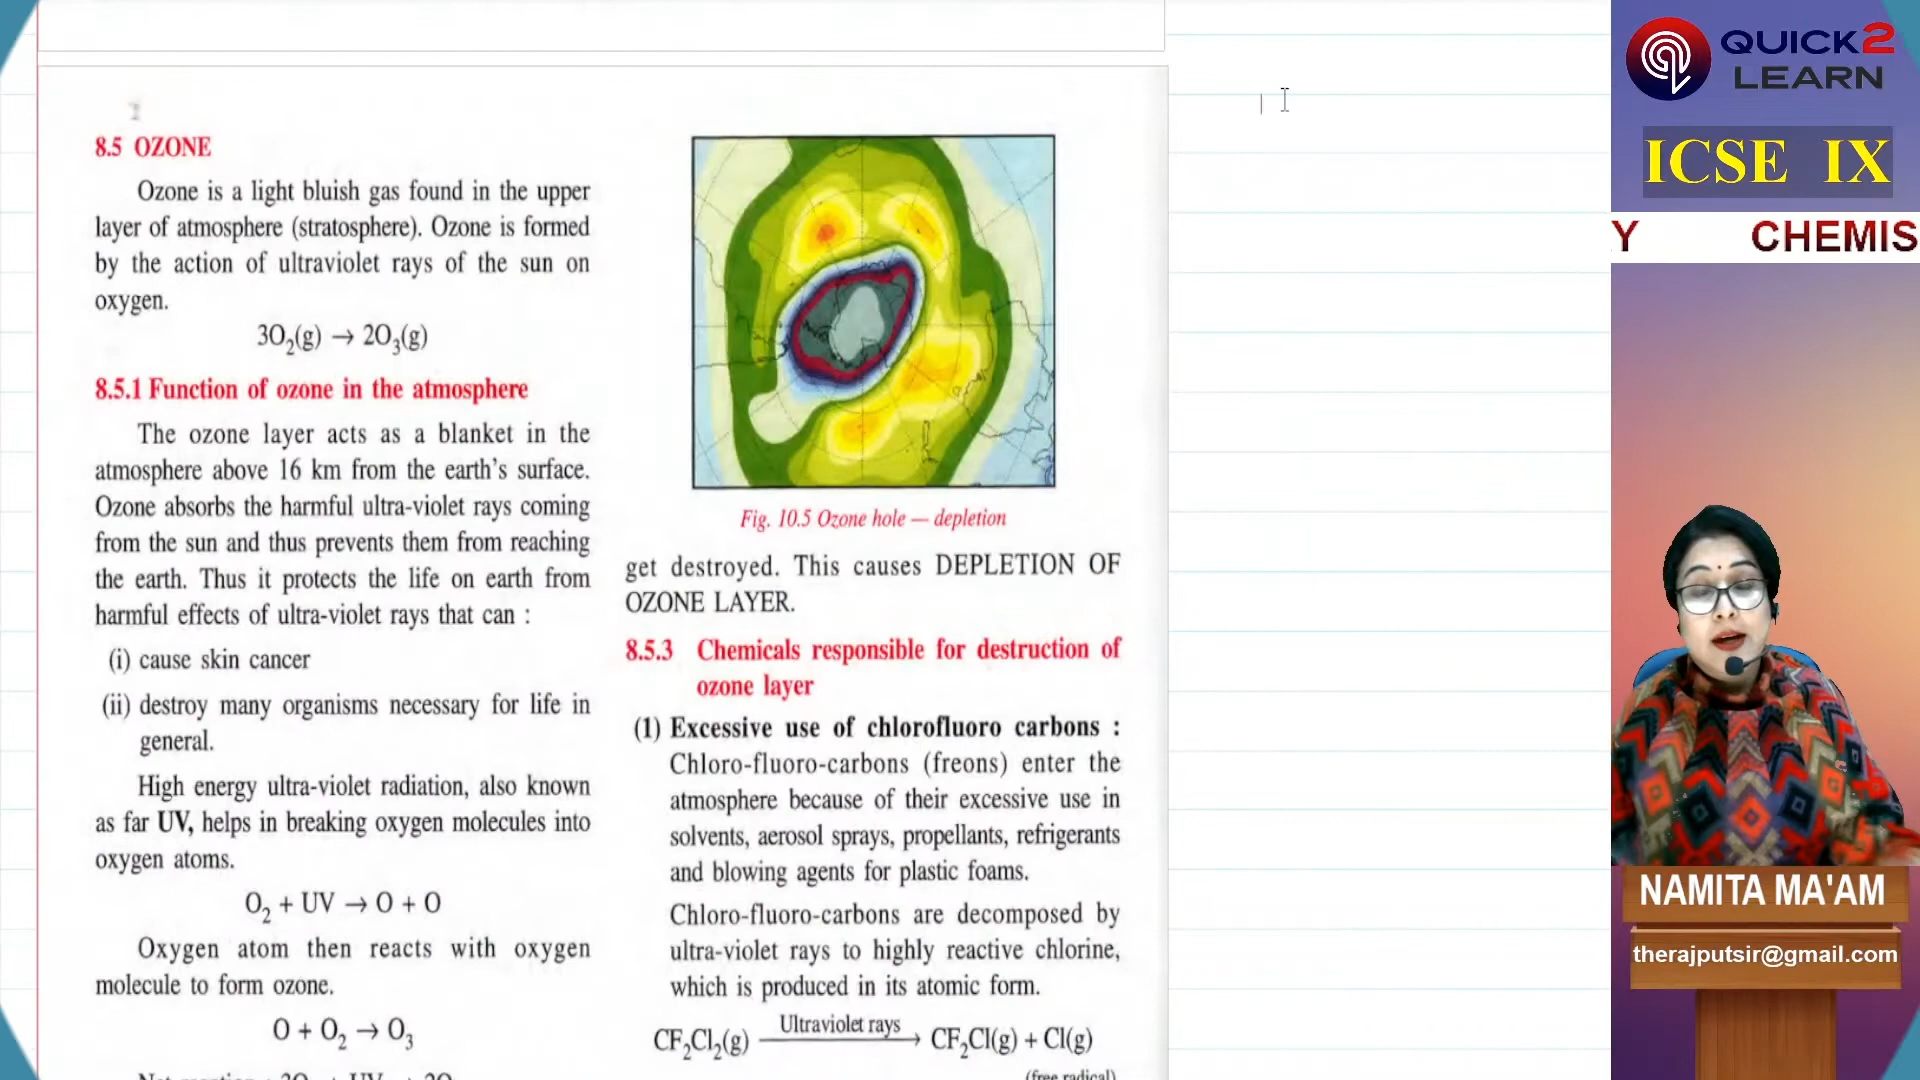 8.5 OZONE
Ozone is a light bluish gas found in the upper
layer of atmosphere (stratosphere). Ozone is formed
by the action of ultraviolet rays of the sun on
oxygen.
3O₂(g) → 2O₃(g)
8.5.1 Function of ozone in the atmosphere
The ozone layer acts as a blanket in the
atmosphere above 16 km from the earth's surface.
Ozone absorbs the harmful ultra-violet rays coming
from the sun and thus prevents them from reaching
the earth. Thus it protects the life on earth from
harmful effects of ultra-violet rays that can :
(i) cause skin cancer
(ii) destroy many organisms necessary for life in
general.
High energy ultra-violet radiation, also known
as far UV, helps in breaking oxygen molecules into
oxygen atoms.
O₂ + UV → O + O
Oxygen atom then reacts with oxygen
molecule to form ozone.
O + O₂ → O₃
Fig. 10.5 Ozone hole — depletion
get destroyed. This causes DEPLETION OF
OZONE LAYER.
8.5.3 Chemicals responsible for destruction of
ozone layer
(1) Excessive use of chlorofluoro carbons :
Chloro-fluoro-carbons (freons) enter the
atmosphere because of their excessive use in
solvents, aerosol sprays, propellants, refrigerants
and blowing agents for plastic foams.
Chloro-fluoro-carbons are decomposed by
ultra-violet rays to highly reactive chlorine,
which is produced in its atomic form.
Ultraviolet rays
CF₂Cl₂(g) → CF₂Cl(g) + Cl(g)
(free radical)
QUICK2
LEARN
ICSE IX
Y CHEMIS
NAMITA MA'AM
therajputsir@gmail.com